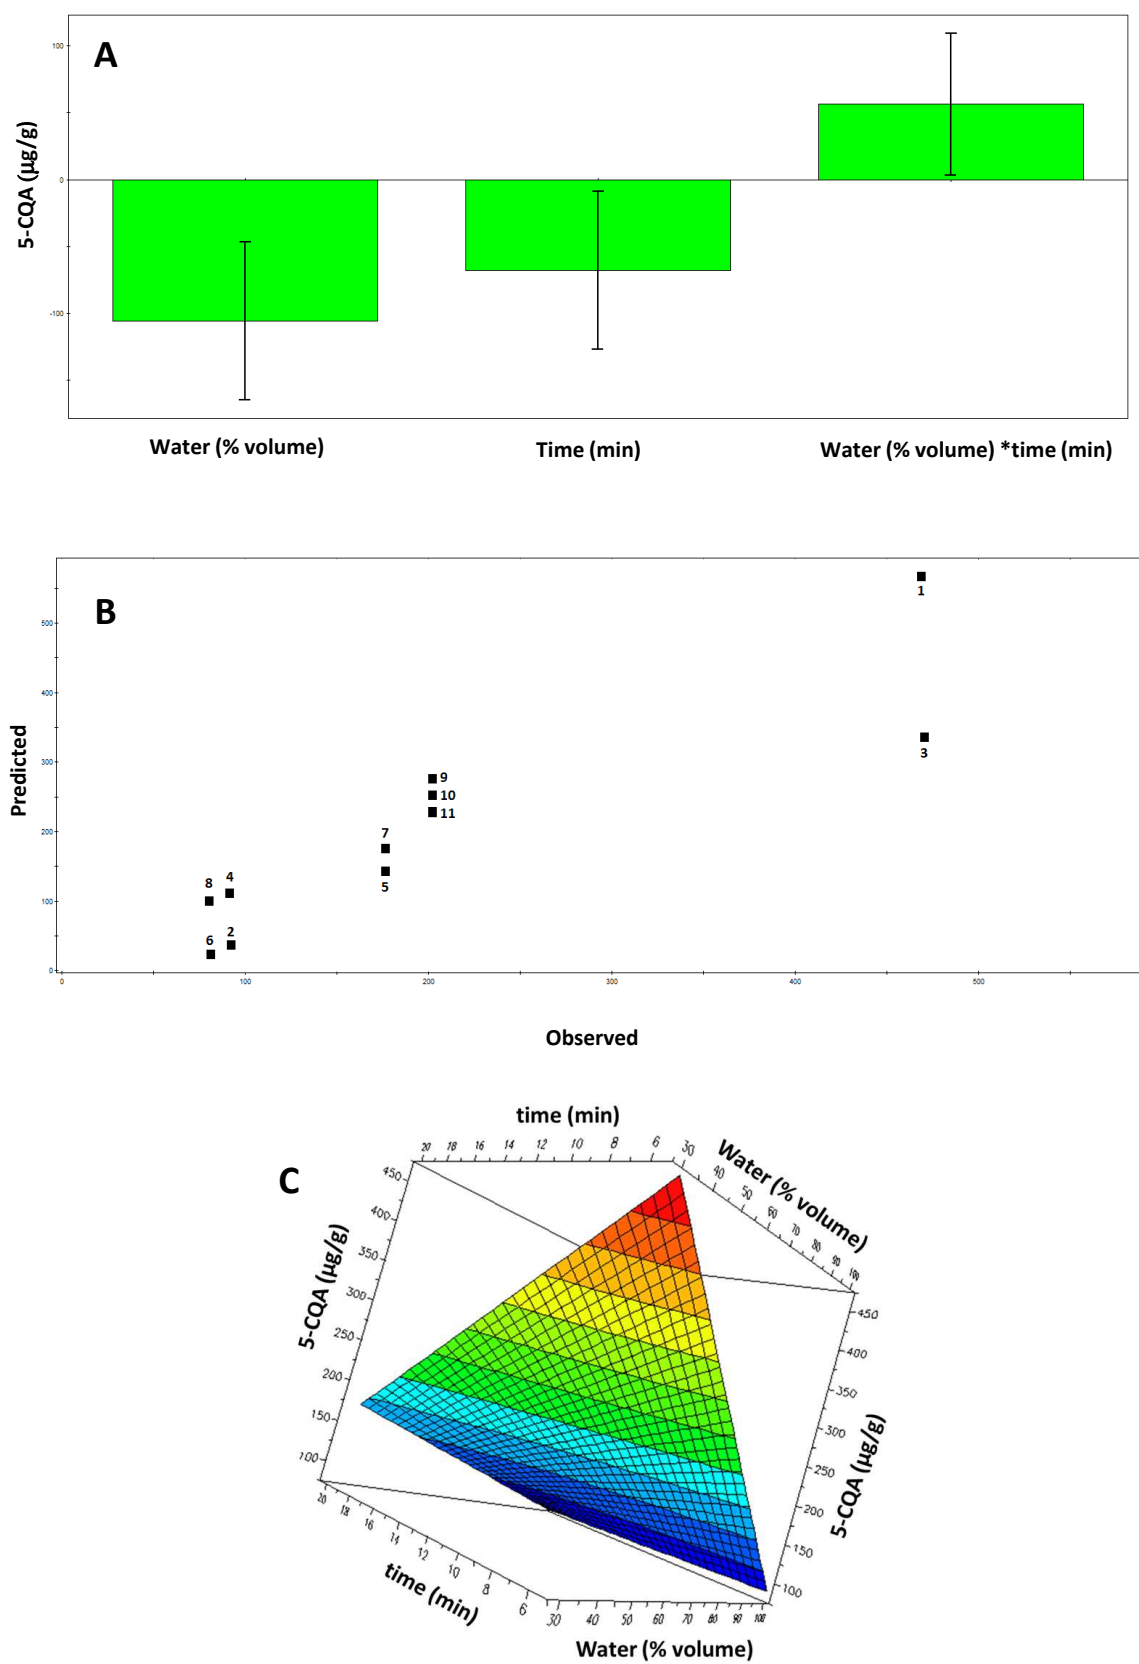 A
100
0
-100
5-CQA (µg/g)
Water (% volume)
Time (min)
Water (% volume) *time (min)
B
500
400
300
200
100
0
Predicted
1
3
9
10
11
7
5
8
4
6
2
0
100
200
300
400
500
Observed
C
time (min)
20 18 16 14 12 10 8 6
Water (% volume)
30 40 50 60 70 80 90 100
5-CQA (µg/g)
450
400
350
300
250
200
150
100
5-CQA (µg/g)
450
400
350
300
250
200
150
100
20 18 16 14 12 10 8 6
time (min)
30 40 50 60 70 80 90 100
Water (% volume)